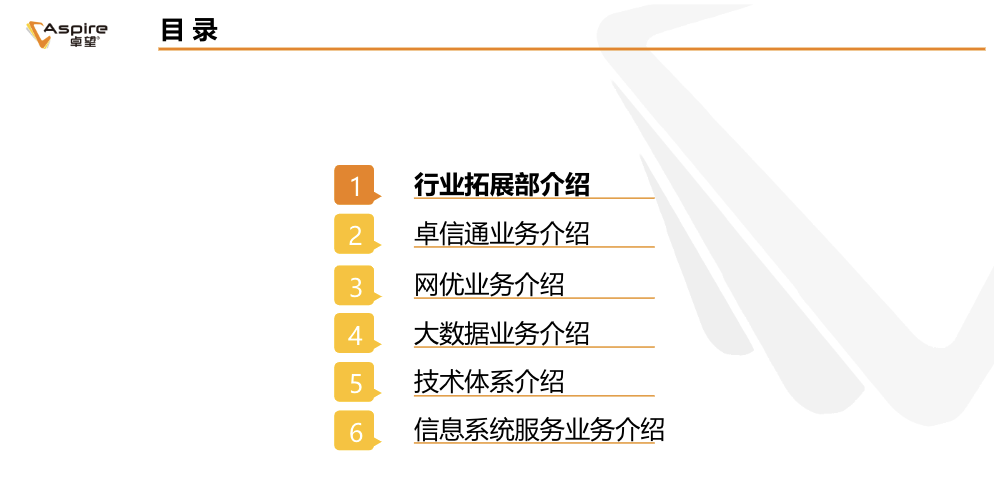 Aspire
卓望®
目 录
1 行业拓展部介绍
2 卓信通业务介绍
3 网优业务介绍
4 大数据业务介绍
5 技术体系介绍
6 信息系统服务业务介绍